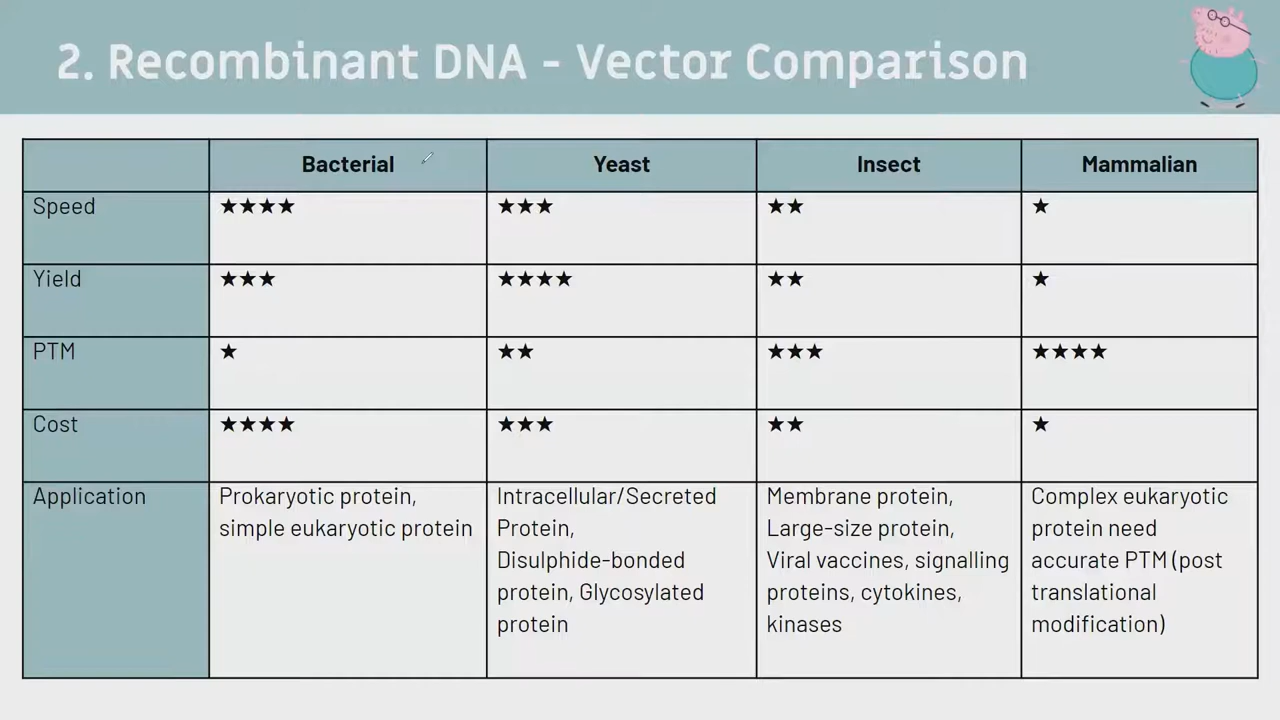 2. Recombinant DNA - Vector Comparison
Bacterial Yeast Insect Mammalian
Speed ★★★★ ★★★ ★★ ★
Yield ★★★ ★★★★ ★★ ★
PTM ★ ★★ ★★★ ★★★★
Cost ★★★★ ★★★ ★★ ★
Application
Prokaryotic protein,
simple eukaryotic protein
Intracellular/Secreted
Protein,
Disulphide-bonded
protein, Glycosylated
protein
Membrane protein,
Large-size protein,
Viral vaccines, signalling
proteins, cytokines,
kinases
Complex eukaryotic
protein need
accurate PTM (post
translational
modification)